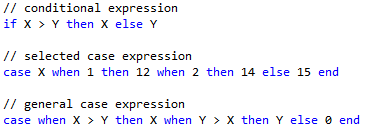 // conditional expression
if X > Y then X else Y
// selected case expression
case X when 1 then 12 when 2 then 14 else 15 end
// general case expression
case when X > Y then X when Y > X then Y else 0 end